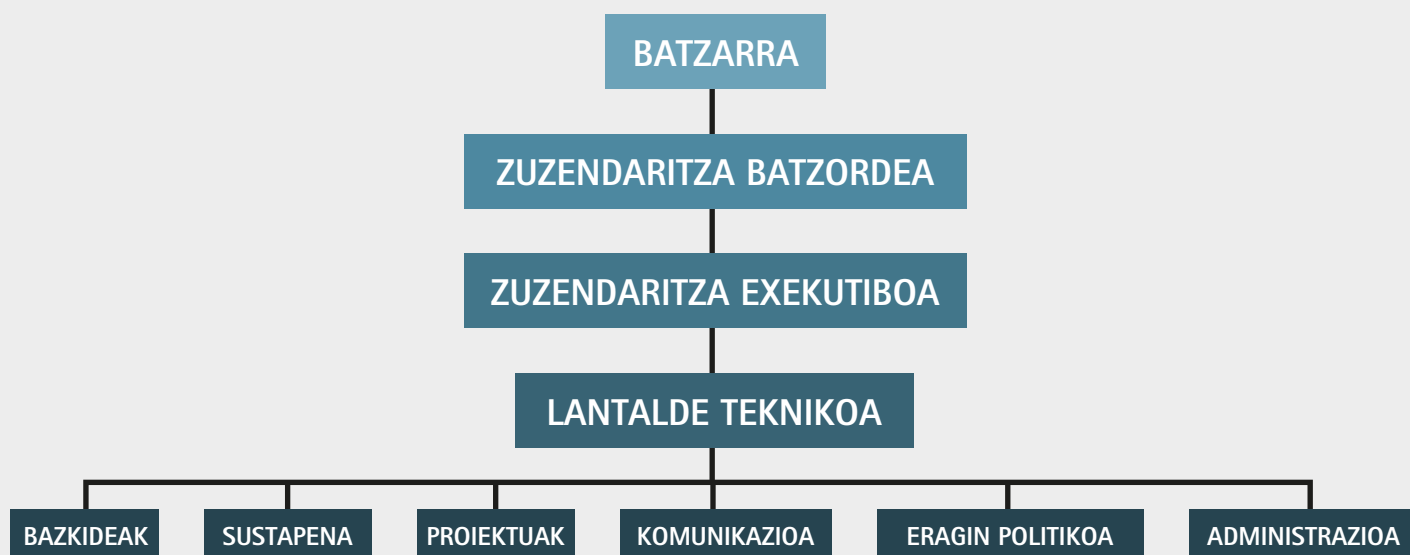 BATZARRA
ZUZENDARITZA BATZORDEA
ZUZENDARITZA EXEKUTIBOA
LANTALDE TEKNIKOA
BAZKIDEAK
SUSTAPENA
PROIEKTUAK
KOMUNIKAZIOA
ERAGIN POLITIKOA
ADMINISTRAZIOA